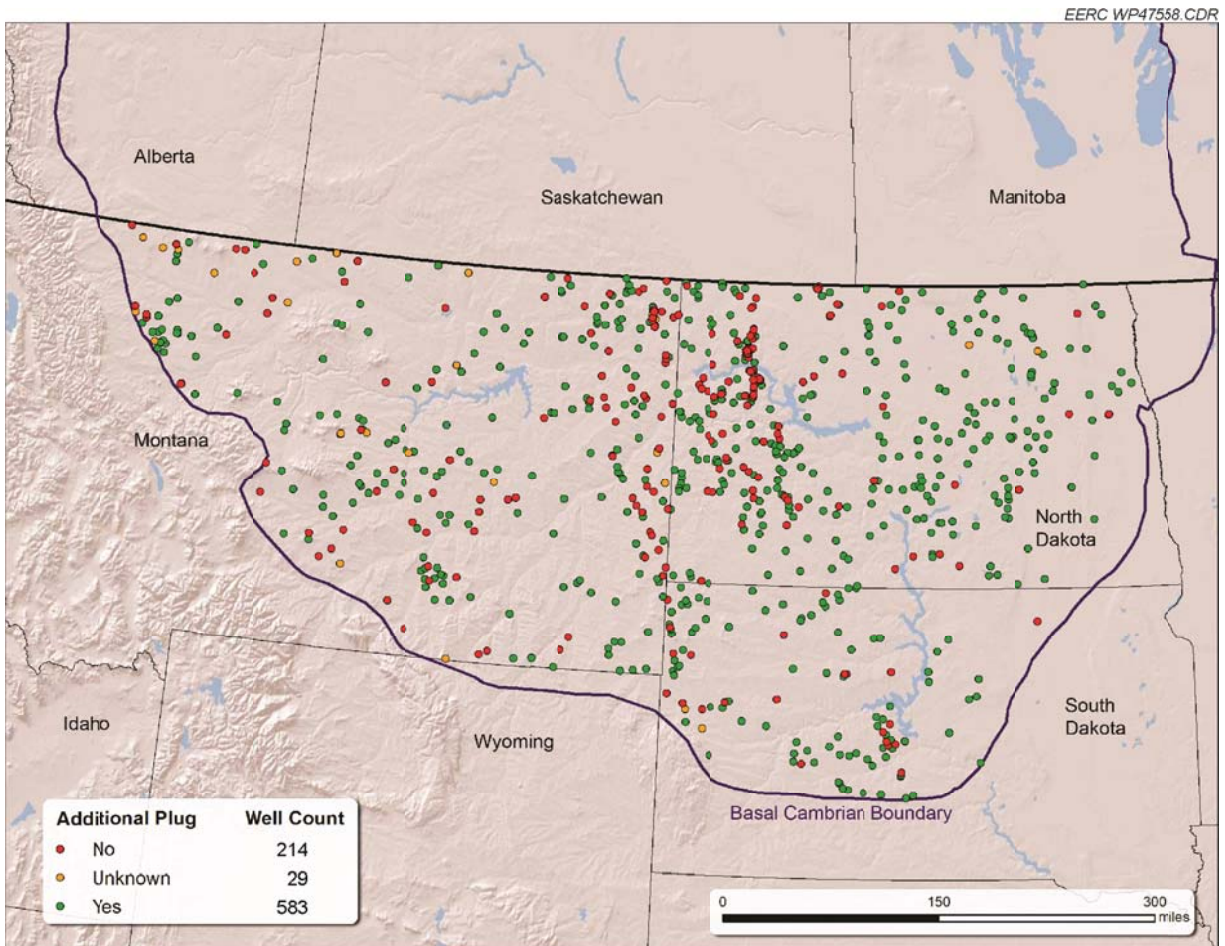 EERC WP47558.CDR
Alberta
Saskatchewan
Manitoba
Montana
North
Dakota
Idaho
Wyoming
South
Dakota
Basal Cambrian Boundary
Additional Plug Well Count
No 214
Unknown 29
Yes 583
0 150 300
miles